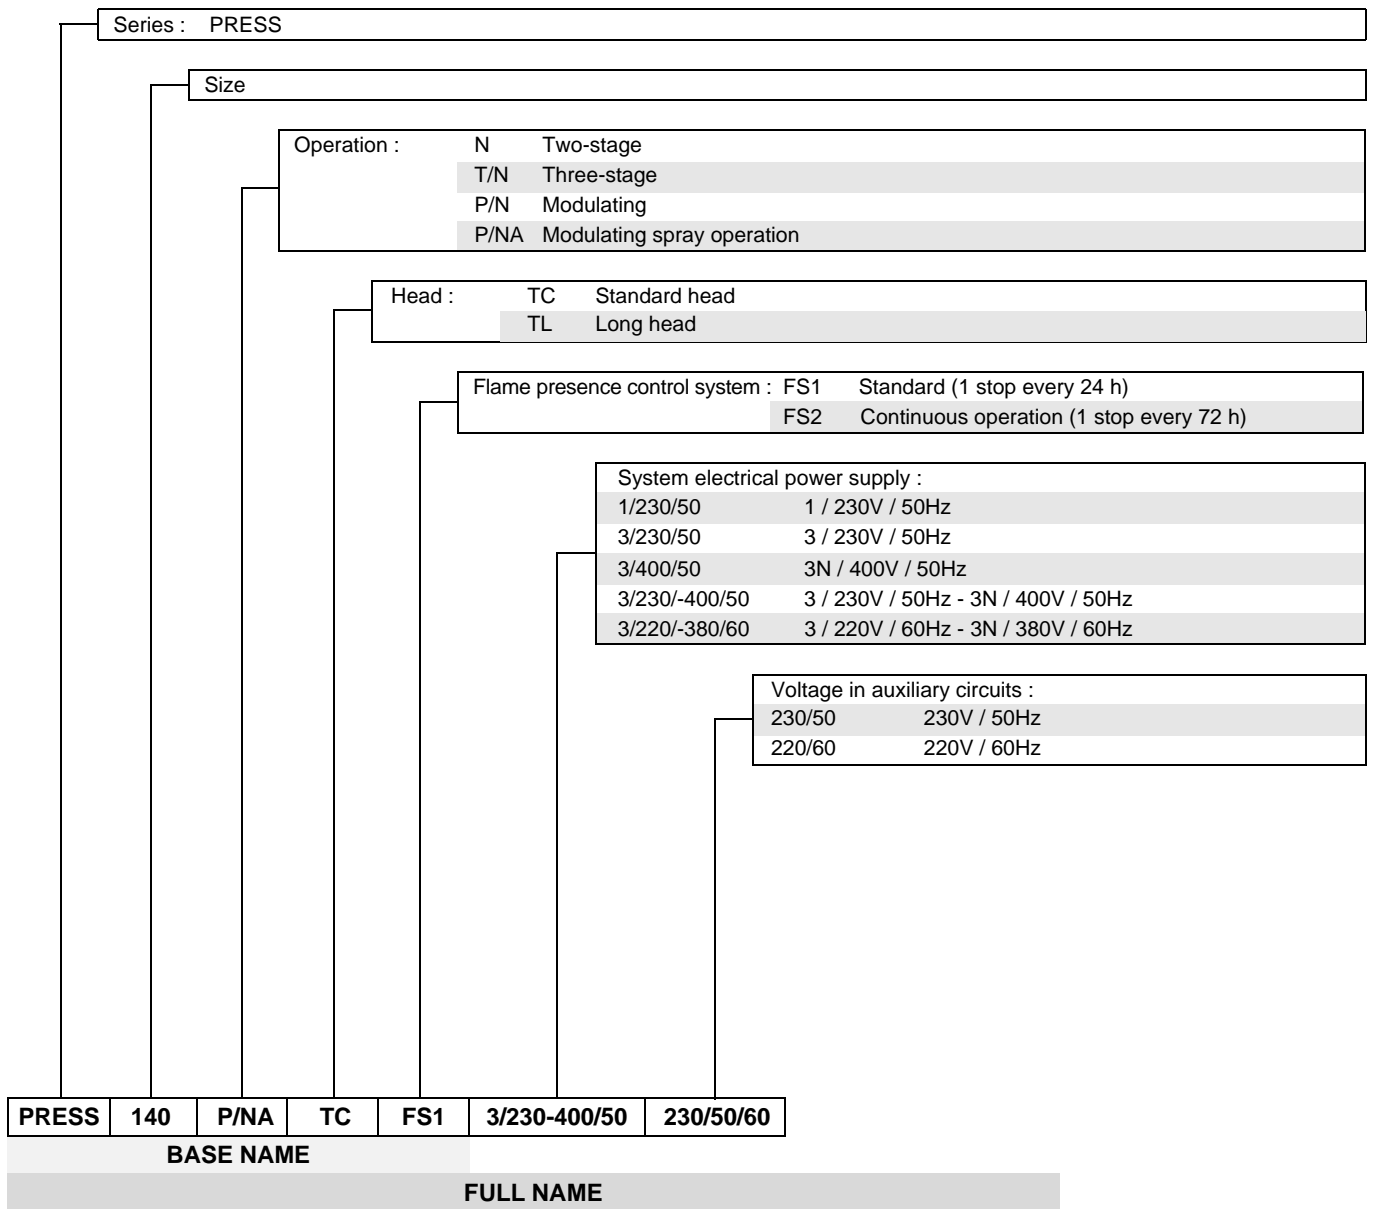 Series : PRESS
Size
Operation : N Two-stage
T/N Three-stage
P/N Modulating
P/NA Modulating spray operation
Head : TC Standard head
TL Long head
Flame presence control system : FS1 Standard (1 stop every 24 h)
FS2 Continuous operation (1 stop every 72 h)
System electrical power supply :
1/230/50 1 / 230V / 50Hz
3/230/50 3 / 230V / 50Hz
3/400/50 3N / 400V / 50Hz
3/230/-400/50 3 / 230V / 50Hz - 3N / 400V / 50Hz
3/220/-380/60 3 / 220V / 60Hz - 3N / 380V / 60Hz
Voltage in auxiliary circuits :
230/50 230V / 50Hz
220/60 220V / 60Hz
PRESS 140 P/NA TC FS1 3/230-400/50 230/50/60
BASE NAME
FULL NAME